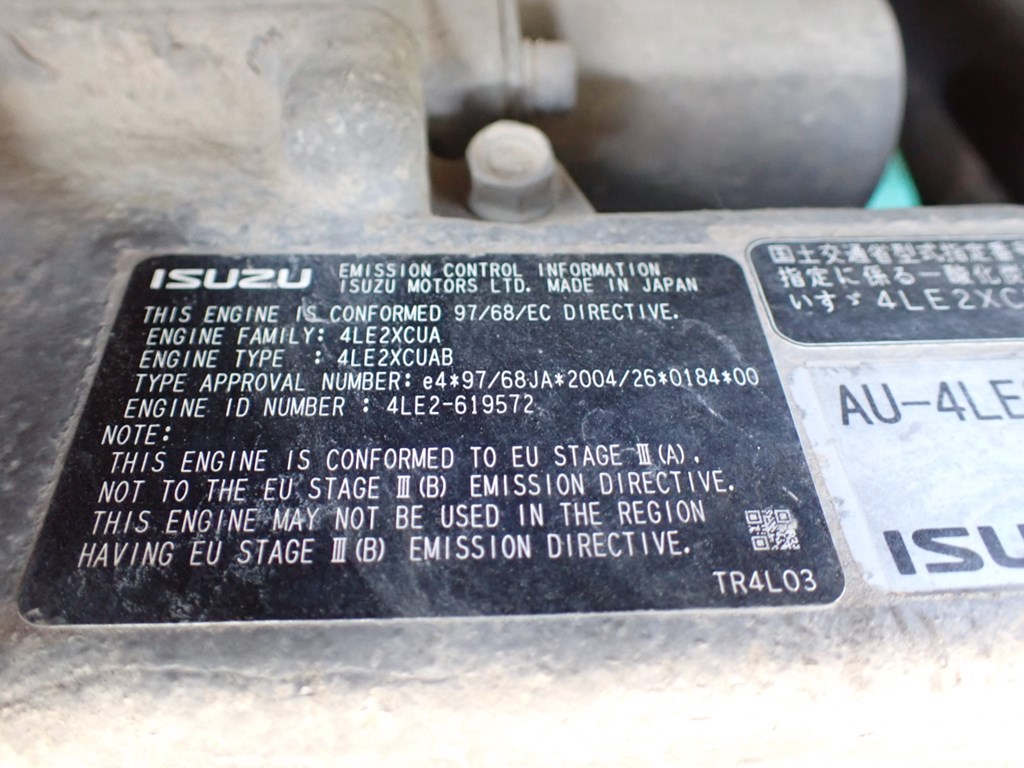 ISUZU EMISSION CONTROL INFORMATION
ISUZU MOTORS LTD. MADE IN JAPAN
THIS ENGINE IS CONFORMED 97/68/EC DIRECTIVE.
ENGINE FAMILY: 4LE2XCUA
ENGINE TYPE : 4LE2XCUAB
TYPE APPROVAL NUMBER: e4*97/68JA*2004/26*0184*00
ENGINE ID NUMBER : 4LE2-619572
NOTE:
THIS ENGINE IS CONFORMED TO EU STAGE Ⅲ(A).
NOT TO THE EU STAGE Ⅲ(B) EMISSION DIRECTIVE.
THIS ENGINE MAY NOT BE USED IN THE REGION
HAVING EU STAGE Ⅲ(B) EMISSION DIRECTIVE.
TR4L03
国土交通省型式指定番
指定に係る一酸化
いすゞ 4LE2XC
AU-4LE
ISU